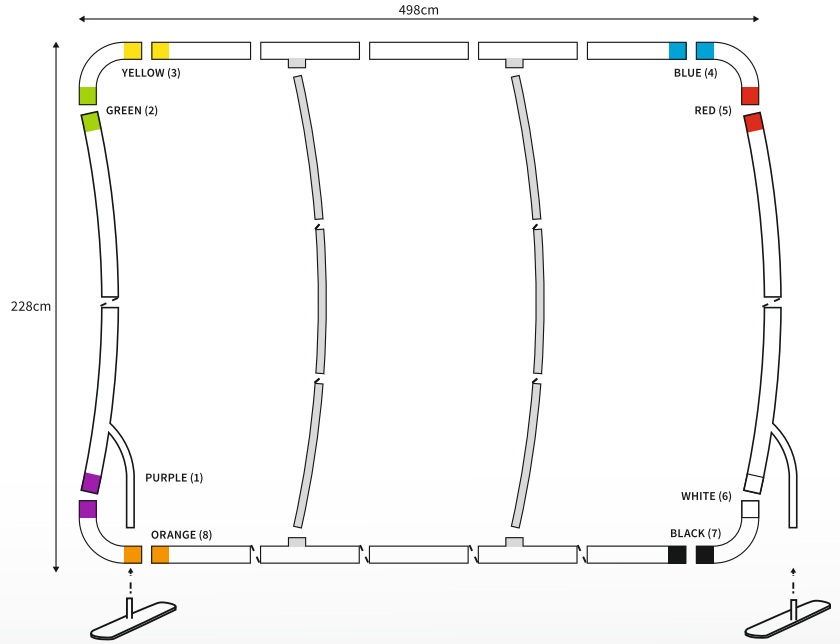 498cm
YELLOW (3)
BLUE (4)
GREEN (2)
RED (5)
228cm
PURPLE (1)
WHITE (6)
ORANGE (8)
BLACK (7)